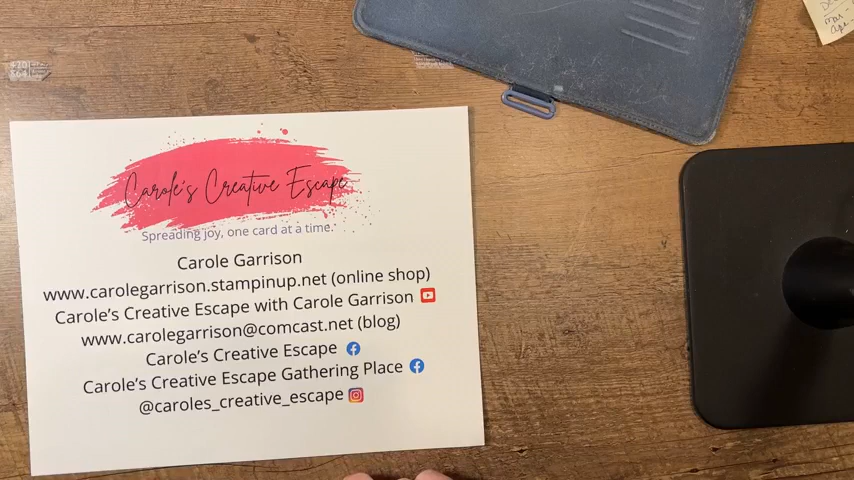 Carole's Creative Escape
Spreading joy, one card at a time.
Carole Garrison
www.carolegarrison.stampinup.net (online shop)
Carole's Creative Escape with Carole Garrison
www.carolegarrison@comcast.net (blog)
Carole's Creative Escape
Carole's Creative Escape Gathering Place
@caroles_creative_escape